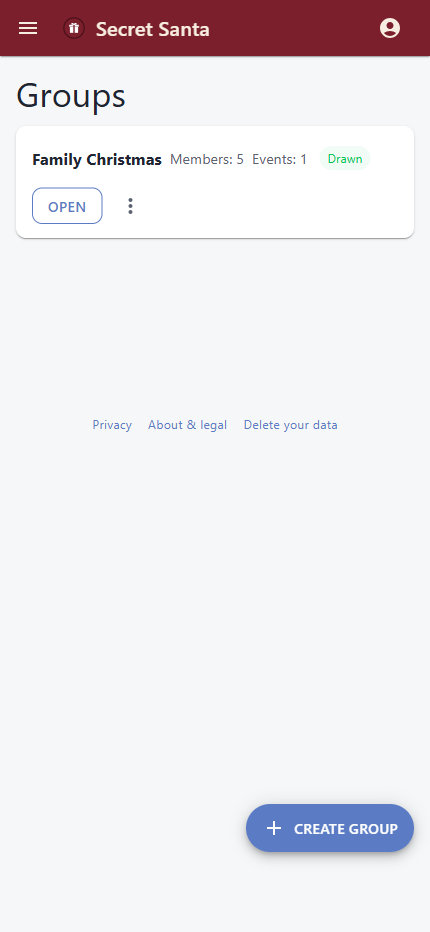 Secret Santa
Groups
Family Christmas Members: 5 Events: 1 Drawn
OPEN
Privacy About & legal Delete your data
CREATE GROUP